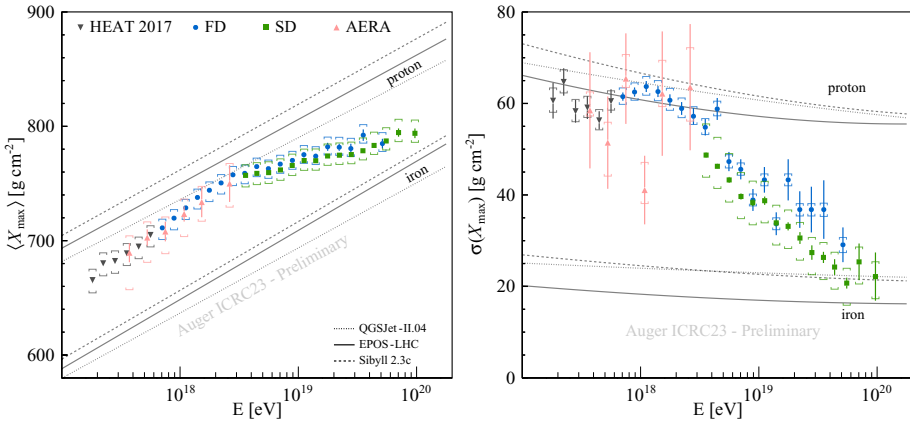 900
800
700
600
⟨Xmax⟩ [g cm-2]
HEAT 2017
FD
SD
AERA
proton
iron
Auger ICRC23 - Preliminary
QGSJet-II.04
EPOS-LHC
Sibyll 2.3c
10^18
10^19
10^20
E [eV]
80
60
40
20
0
σ(Xmax) [g cm-2]
proton
iron
Auger ICRC23 - Preliminary
10^18
10^19
10^20
E [eV]